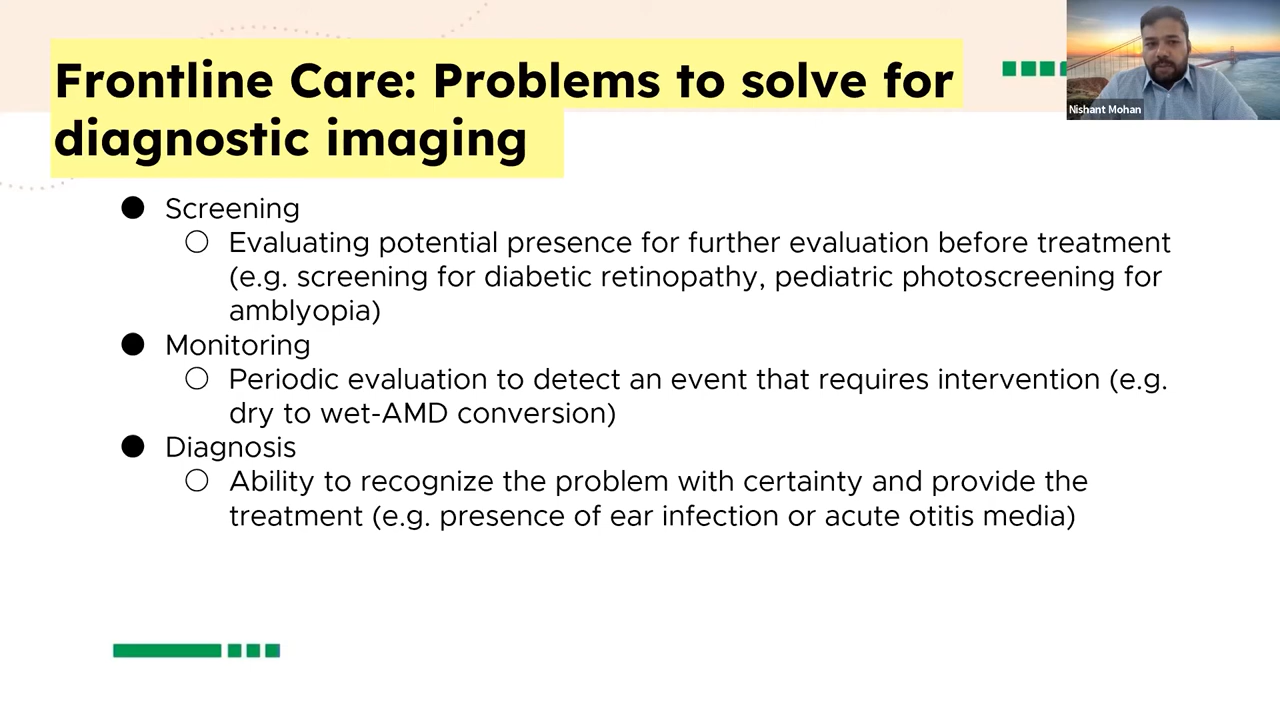 Frontline Care: Problems to solve for
diagnostic imaging
Nishant Mohan
● Screening
○ Evaluating potential presence for further evaluation before treatment
(e.g. screening for diabetic retinopathy, pediatric photoscreening for
amblyopia)
● Monitoring
○ Periodic evaluation to detect an event that requires intervention (e.g.
dry to wet-AMD conversion)
● Diagnosis
○ Ability to recognize the problem with certainty and provide the
treatment (e.g. presence of ear infection or acute otitis media)